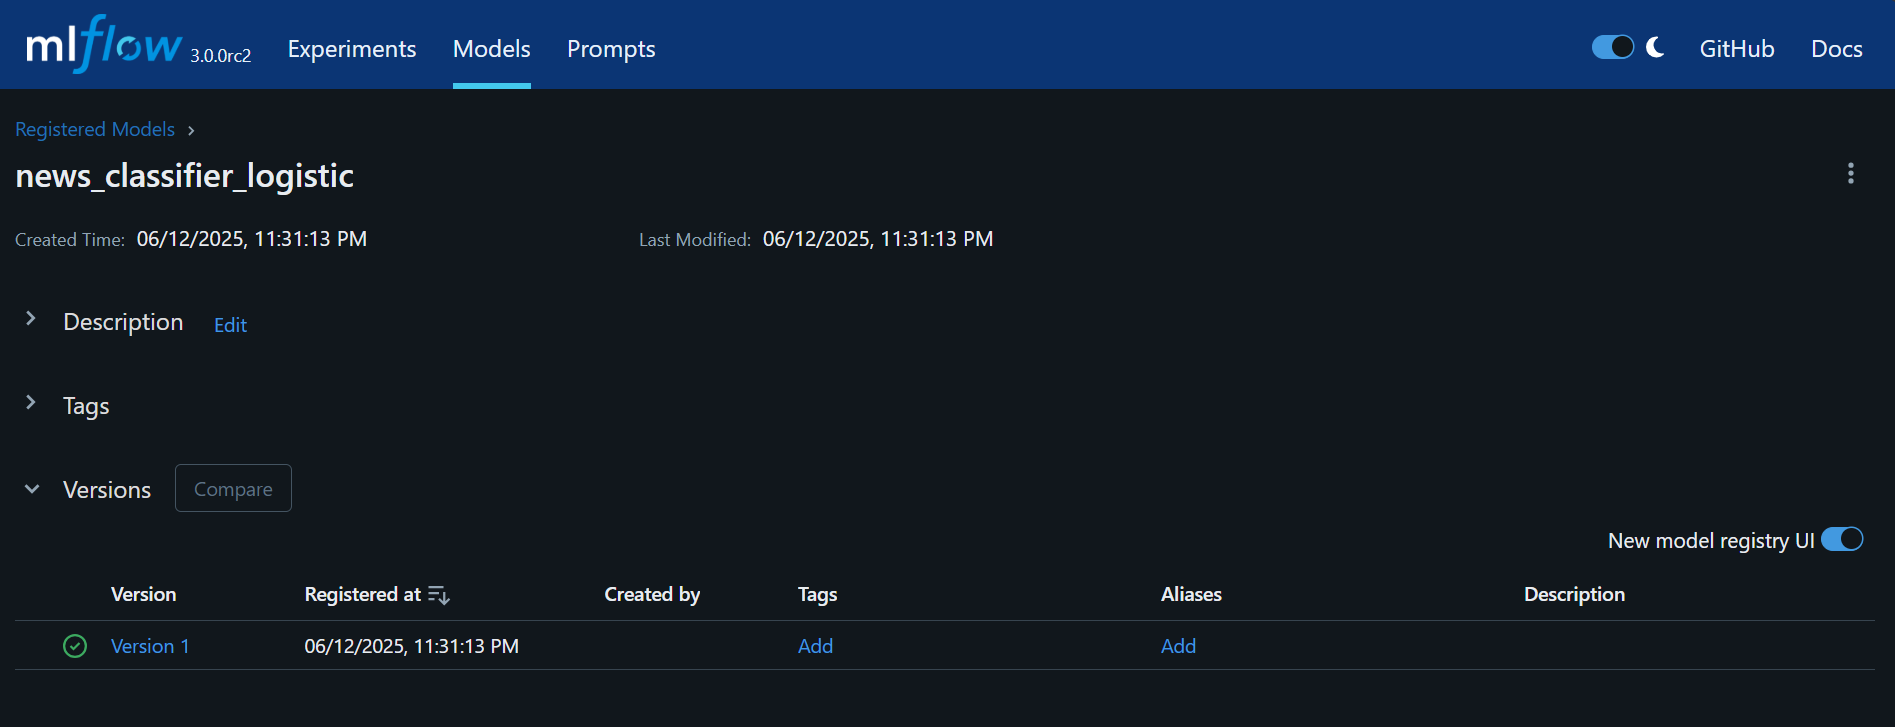 mlflow 3.0.0rc2 Experiments Models Prompts GitHub Docs
Registered Models
news_classifier_logistic
Created Time: 06/12/2025, 11:31:13 PM Last Modified: 06/12/2025, 11:31:13 PM
Description Edit
Tags
Versions Compare
New model registry UI
Version Registered at Created by Tags Aliases Description
Version 1 06/12/2025, 11:31:13 PM Add Add